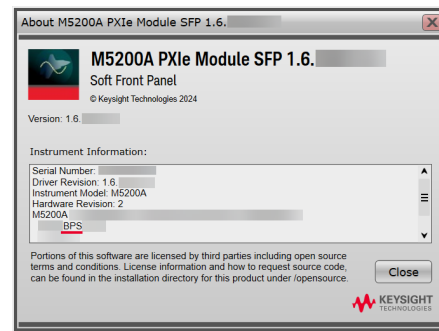 About M5200A PXIe Module SFP 1.6.
M5200A PXIe Module SFP 1.6.
Soft Front Panel
© Keysight Technologies 2024
Version: 1.6.
Instrument Information:
Serial Number:
Driver Revision: 1.6.
Instrument Model: M5200A
Hardware Revision: 2
M5200A
BPS
Portions of this software are licensed by third parties including open source
terms and conditions. License information and how to request source code,
can be found in the installation directory for this product under /opensource.
Close
KEYSIGHT
TECHNOLOGIES